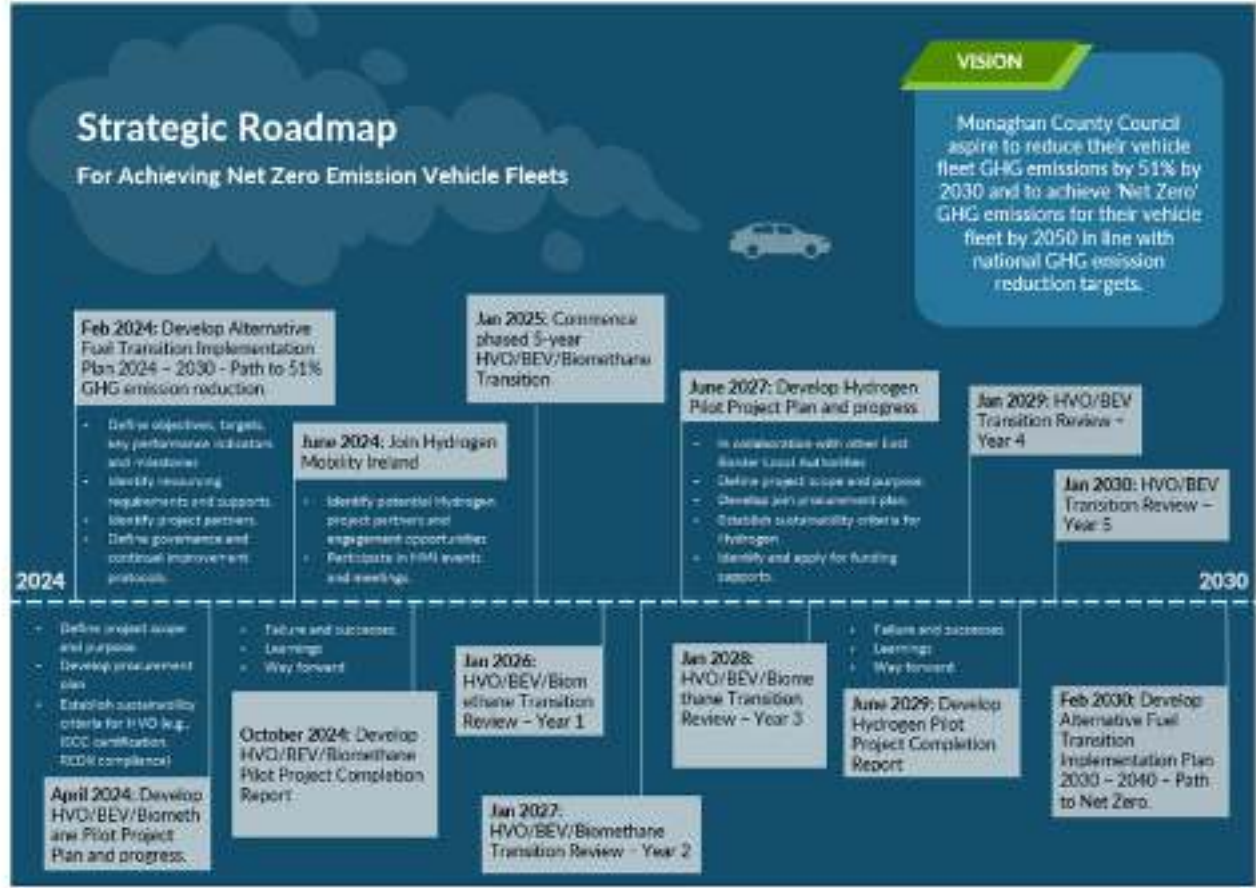 Strategic Roadmap
For Achieving Net Zero Emission Vehicle Fleets
VISION
Monaghan County Council
aspire to reduce their vehicle
fleet GHG emissions by 51% by
2030 and to achieve 'Net Zero'
GHG emissions for their vehicle
fleet by 2050 in line with
national GHG emission
reduction targets.
Feb 2024: Develop Alternative
Fuel Transition Implementation
Plan 2024 – 2030 - Path to 51%
GHG emission reduction
- Define objectives, targets,
key performance indicators
and milestones
- Identify resourcing
requirements and supports.
- Identify project partners.
- Define governance and
continual improvement
protocols.
June 2024: Join Hydrogen
Mobility Ireland
- Identify potential Hydrogen
project partners and
engagement opportunities
- Participate in HMI events
and meetings.
Jan 2025: Commence
phased 5-year
HVO/BEV/Biomethane
Transition
June 2027: Develop Hydrogen
Pilot Project Plan and progress
- In collaboration with other East
Border Local Authorities
- Define project scope and purpose
- Develop join procurement plan
- Establish sustainability criteria for
Hydrogen
- Identify and apply for funding
supports.
Jan 2029: HVO/BEV
Transition Review –
Year 4
Jan 2030: HVO/BEV
Transition Review –
Year 5
2024
2030
- Define project scope
and purpose
- Develop procurement
plan
- Establish sustainability
criteria for HVO (e.g.,
ISCC certification,
REDII compliance)
April 2024: Develop
HVO/BEV/Biometh
ane Pilot Project
Plan and progress.
- Failure and successes
- Learnings
- Way forward
October 2024: Develop
HVO/BEV/Biomethane
Pilot Project Completion
Report
Jan 2026:
HVO/BEV/Biom
ethane Transition
Review – Year 1
Jan 2027:
HVO/BEV/Biomethane
Transition Review – Year 2
Jan 2028:
HVO/BEV/Biome
thane Transition
Review – Year 3
- Failure and successes
- Learnings
- Way forward
June 2029: Develop
Hydrogen Pilot
Project Completion
Report
Feb 2030: Develop
Alternative Fuel
Transition
Implementation Plan
2030 – 2040 – Path
to Net Zero.